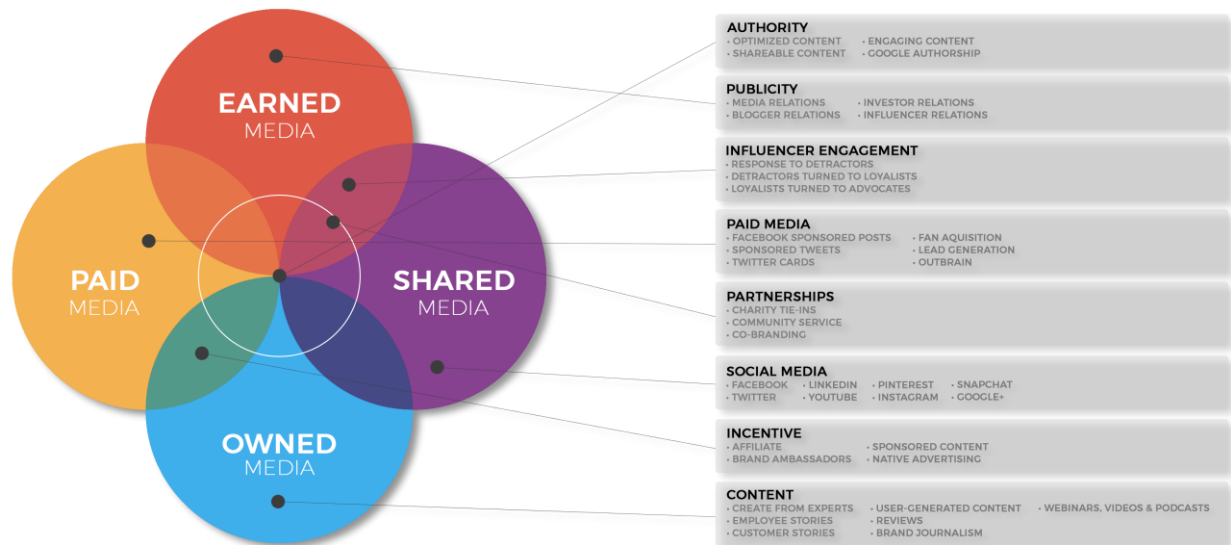 EARNED
MEDIA
PAID
MEDIA
SHARED
MEDIA
OWNED
MEDIA
AUTHORITY
• OPTIMIZED CONTENT • ENGAGING CONTENT
• SHAREABLE CONTENT • GOOGLE AUTHORSHIP
PUBLICITY
• MEDIA RELATIONS • INVESTOR RELATIONS
• BLOGGER RELATIONS • INFLUENCER RELATIONS
INFLUENCER ENGAGEMENT
• RESPONSE TO DETRACTORS
• DETRACTORS TURNED TO LOYALISTS
• LOYALISTS TURNED TO ADVOCATES
PAID MEDIA
• FACEBOOK SPONSORED POSTS • FAN AQUISITION
• SPONSORED TWEETS • LEAD GENERATION
• TWITTER CARDS • OUTBRAIN
PARTNERSHIPS
• CHARITY TIE-INS
• COMMUNITY SERVICE
• CO-BRANDING
SOCIAL MEDIA
• FACEBOOK • LINKEDIN • PINTEREST • SNAPCHAT
• TWITTER • YOUTUBE • INSTAGRAM • GOOGLE+
INCENTIVE
• AFFILIATE • SPONSORED CONTENT
• BRAND AMBASSADORS • NATIVE ADVERTISING
CONTENT
• CREATE FROM EXPERTS • USER-GENERATED CONTENT • WEBINARS, VIDEOS & PODCASTS
• EMPLOYEE STORIES • REVIEWS
• CUSTOMER STORIES • BRAND JOURNALISM